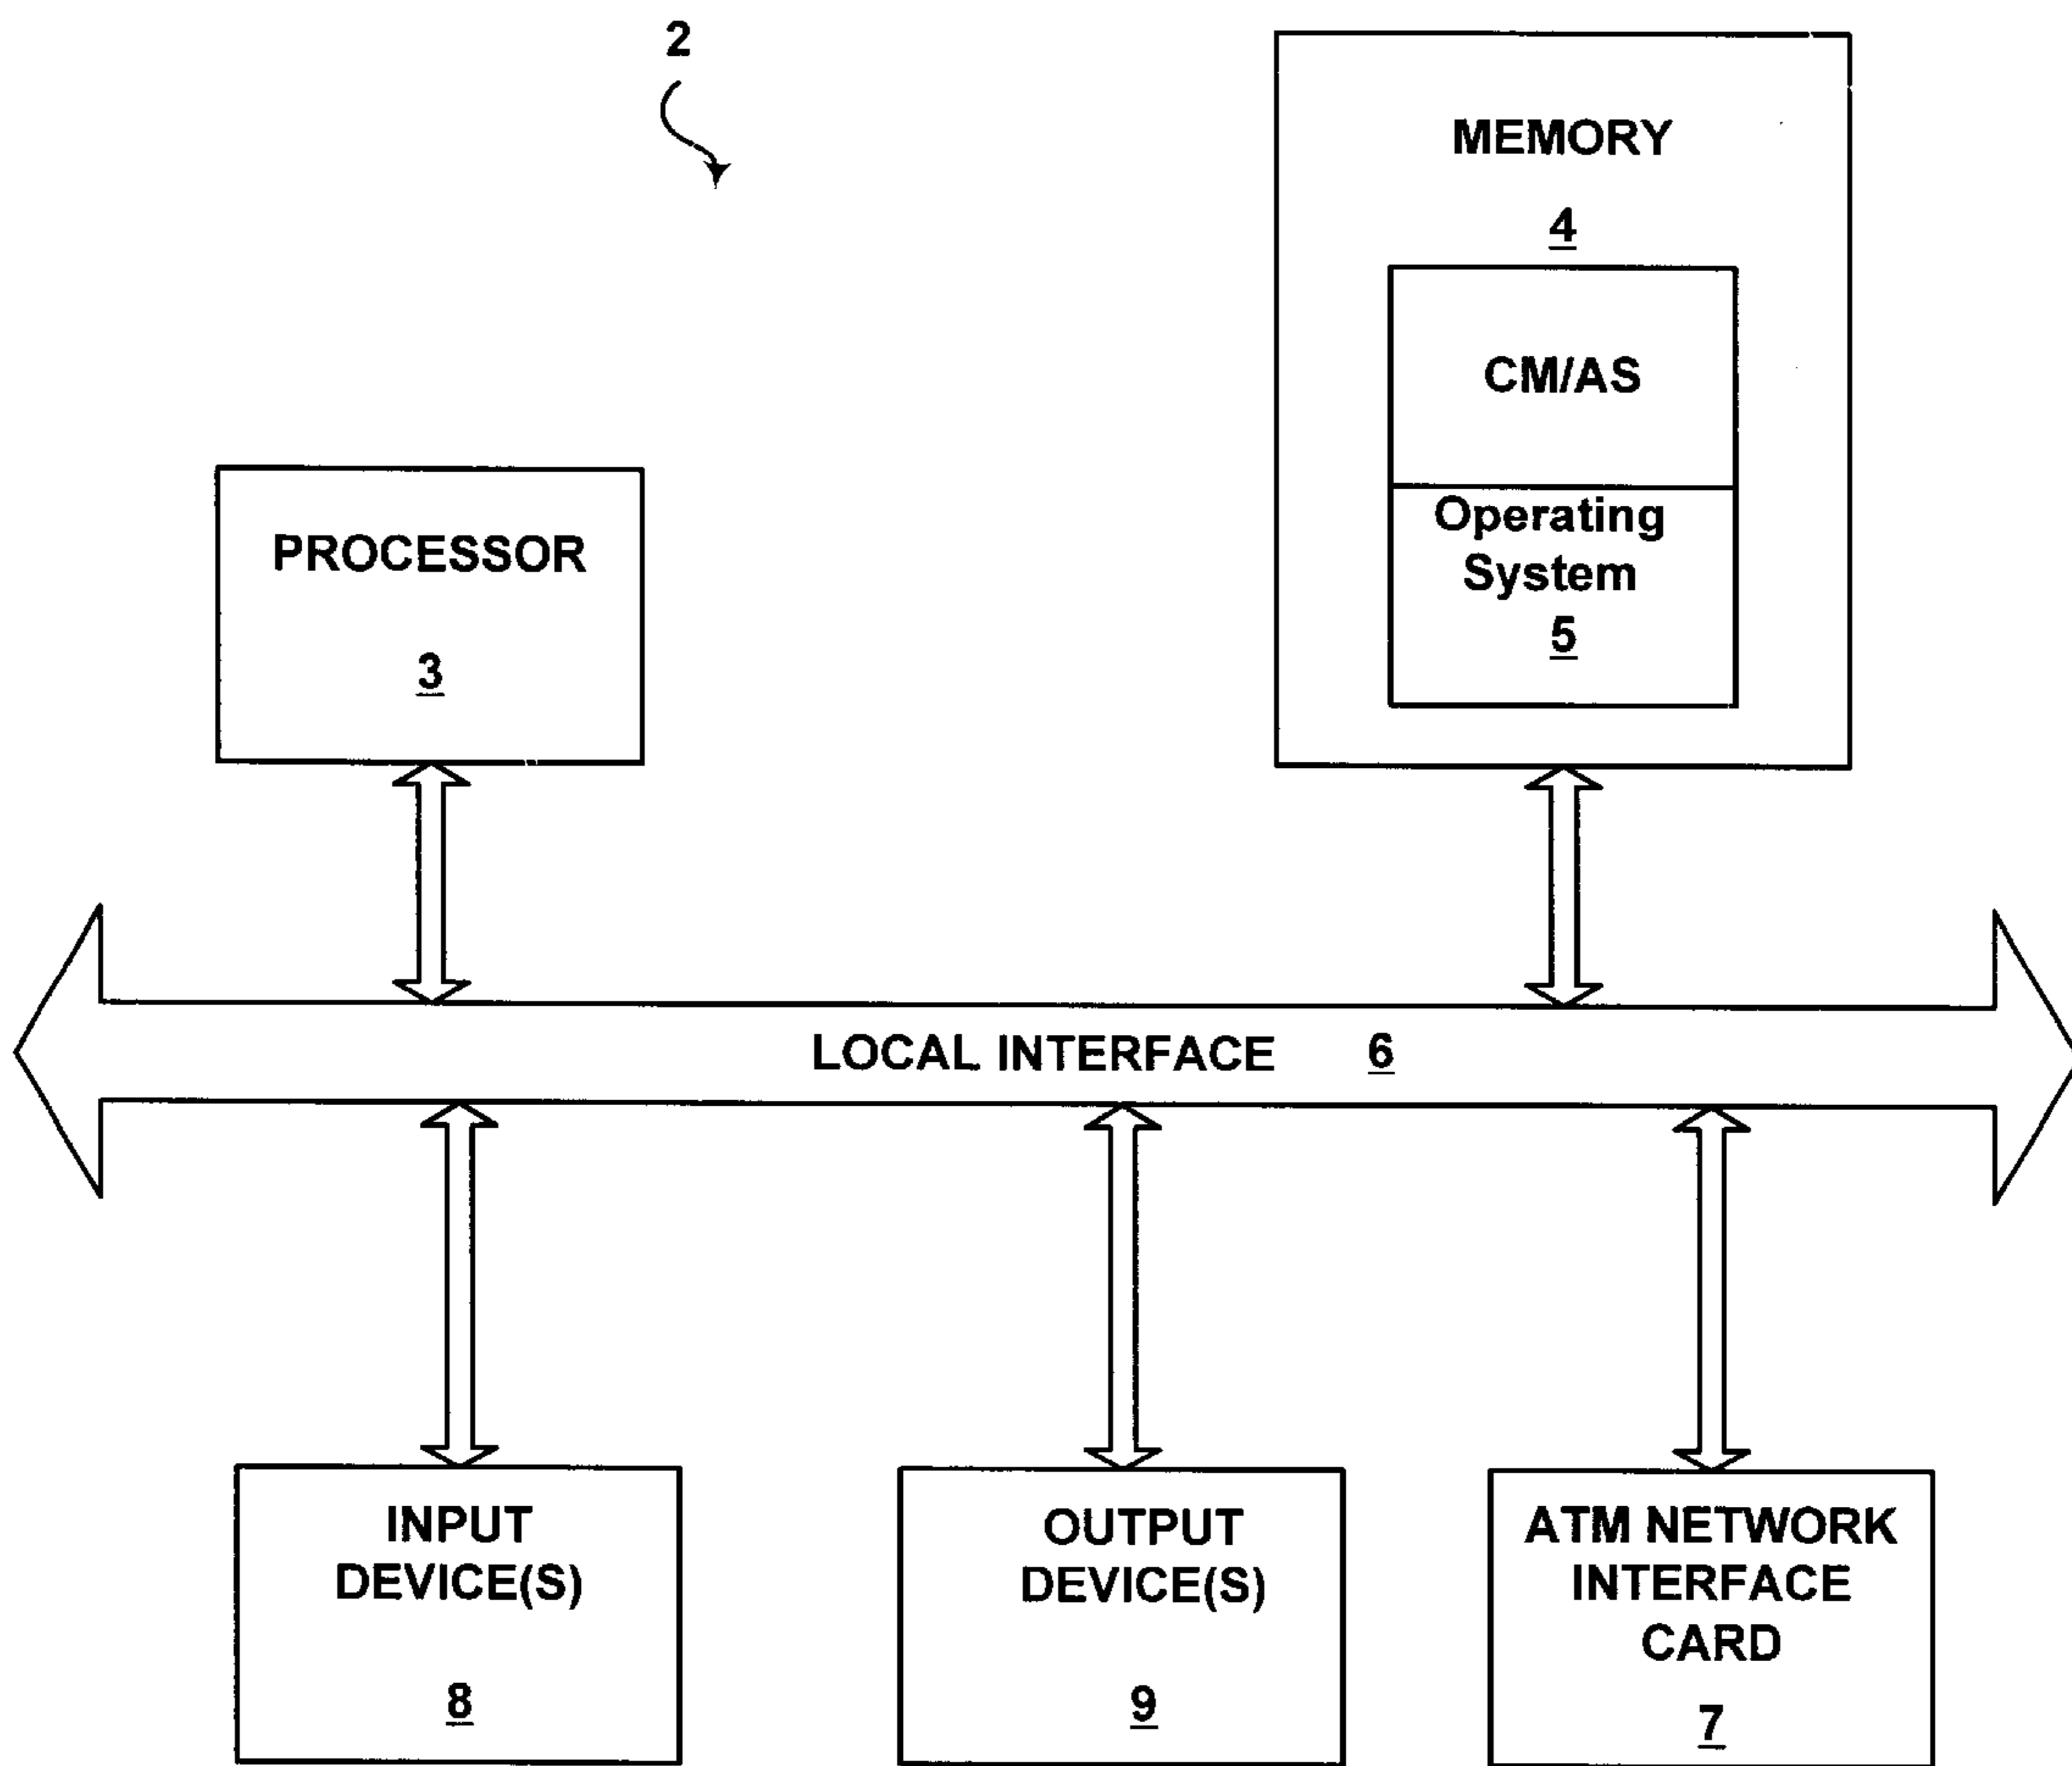 2
MEMORY
4
CM/AS
Operating
System
5
PROCESSOR
3
LOCAL INTERFACE 6
INPUT
DEVICE(S)
8
OUTPUT
DEVICE(S)
9
ATM NETWORK
INTERFACE
CARD
7